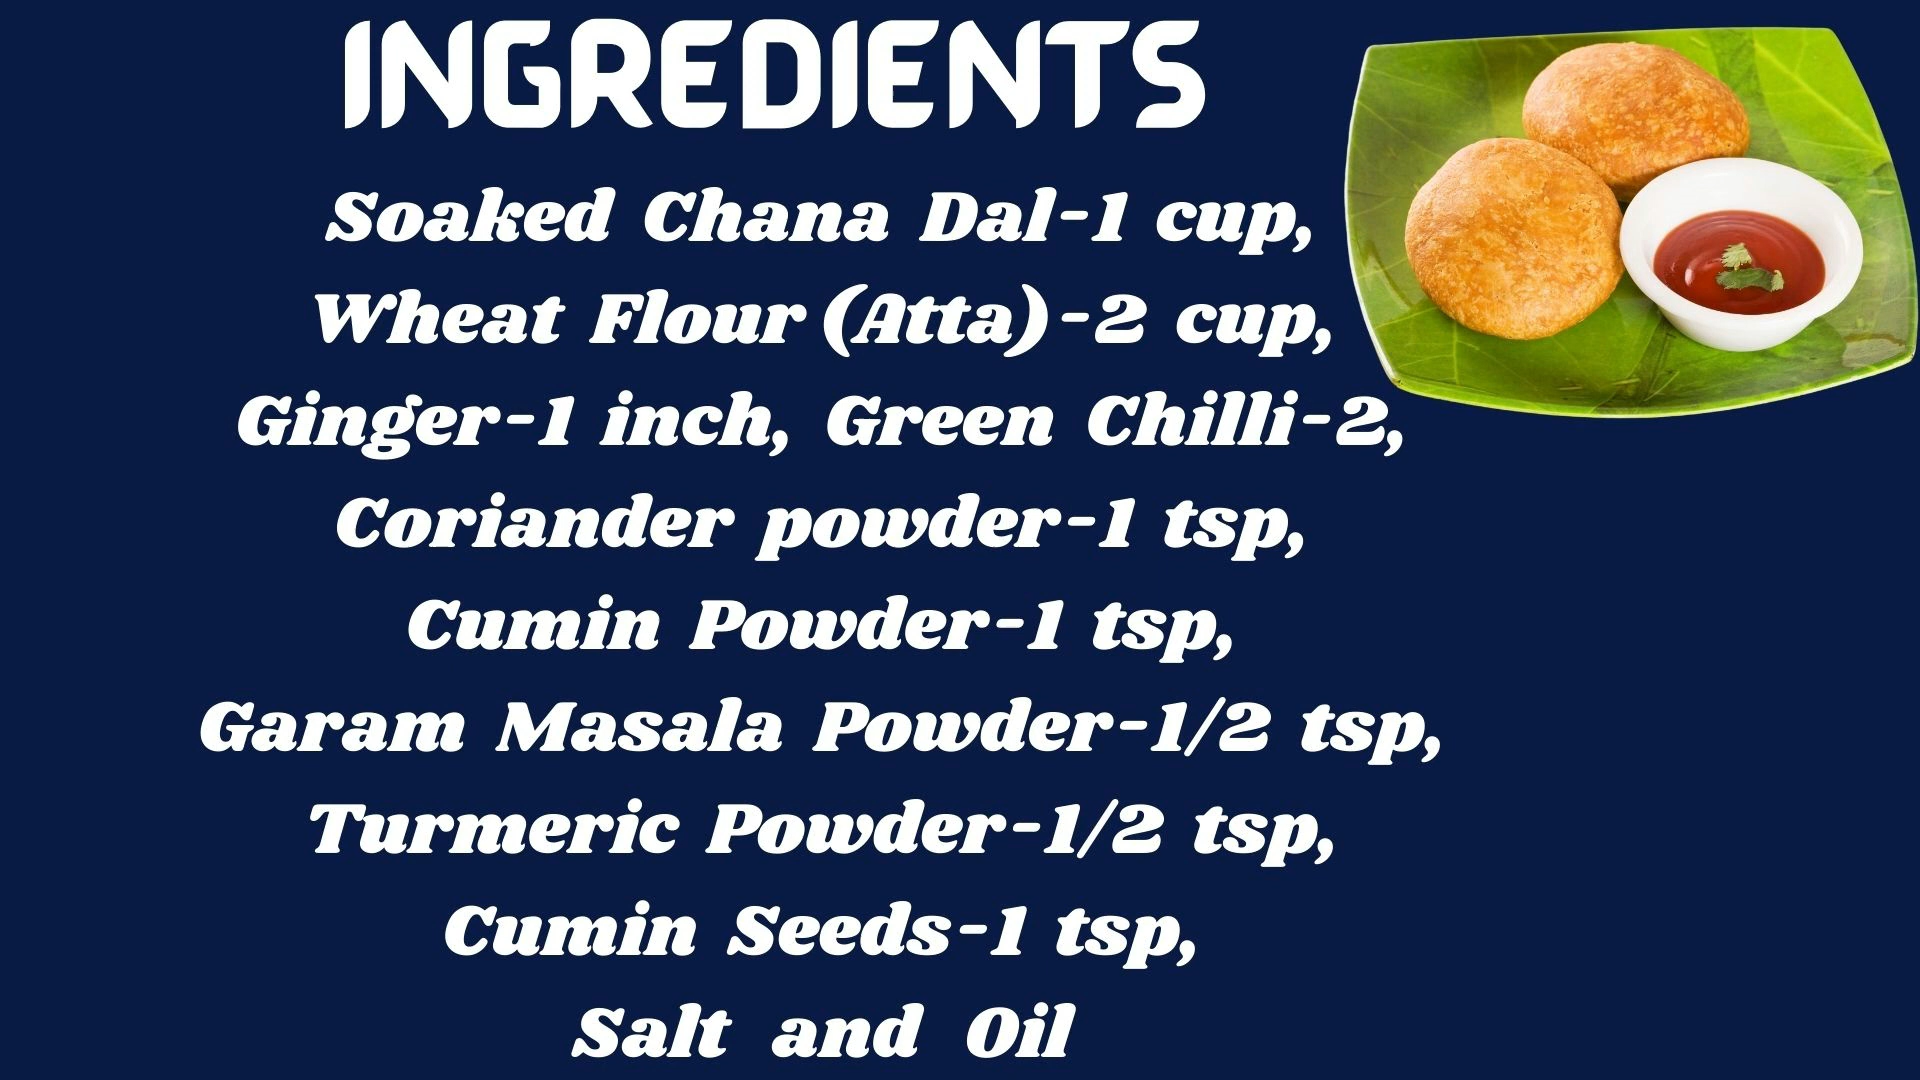 INGREDIENTS
Soaked Chana Dal-1 cup,
Wheat Flour (Atta)-2 cup,
Ginger-1 inch, Green Chilli-2,
Coriander powder-1 tsp,
Cumin Powder-1 tsp,
Garam Masala Powder-1/2 tsp,
Turmeric Powder-1/2 tsp,
Cumin Seeds-1 tsp,
Salt and Oil